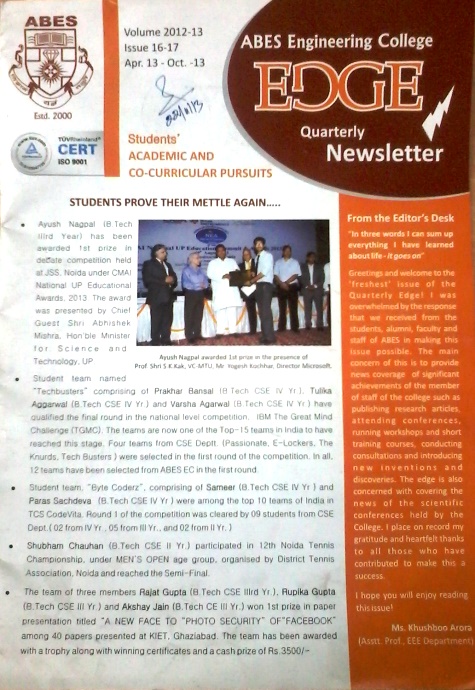 ABES
Estd. 2000
TÜVRheinland
CERT
ISO 9001
Volume 2012-13
Issue 16-17
Apr. 13 - Oct. -13
Students'
ACADEMIC AND
CO-CURRICULAR PURSUITS
ABES Engineering College
EDGE
Quarterly
Newsletter
STUDENTS PROVE THEIR METTLE AGAIN.....
• Ayush Nagpal (B.Tech
IIIrd Year) has been
awarded 1st prize in
debate competition held
at JSS, Noida under CMAI
National UP Educational
Awards, 2013. The award
was presented by Chief
Guest Shri Abhishek
Mishra, Hon'ble Minister
for Science and
Technology, UP
Ayush Nagpal awarded 1st prize in the presence of
Prof Shri S.K.Kak, VC-MTU, Mr Yogesh Kochhar, Director Microsoft.
• Student team named
"Techbusters" comprising of Prakhar Bansal (B.Tech CSE IV Yr.), Tulika
Aggarwal (B.Tech CSE IV Yr.) and Varsha Agarwal (B.Tech CSE IV Yr.) have
qualified the final round in the national level competition. IBM The Great Mind
Challenge (TGMC). The teams are now one of the Top-15 teams in India to have
reached this stage. Four teams from CSE Deptt. (Passionate, E-Lockers, The
Knurds, Tech Busters ) were selected in the first round of the competition. In all,
12 teams have been selected from ABES EC in the first round.
• Student team, "Byte Coderz", comprising of Sameer (B.Tech CSE IV Yr.) and
Paras Sachdeva (B.Tech CSE IV Yr.) were among the top 10 teams of India in
TCS CodeVita. Round 1 of the competition was cleared by 09 students from CSE
Dept.( 02 from IV Yr., 05 from III Yr., and 02 from II Yr. )
• Shubham Chauhan (B.Tech CSE II Yr.) participated in 12th Noida Tennis
Championship, under MEN'S OPEN age group, organised by District Tennis
Association, Noida and reached the Semi-Final.
• The team of three members Rajat Gupta (B.Tech CSE IIIrd Yr.), Rupika Gupta
(B.Tech CSE III Yr.) and Akshay Jain (B.Tech CE III Yr.) won 1st prize in paper
presentation titled "A NEW FACE TO "PHOTO SECURITY" OF"FACEBOOK"
among 40 papers presented at KIET, Ghaziabad. The team has been awarded
with a trophy along with winning certificates and a cash prize of Rs.3500/-
From the Editor's Desk
"In three words I can sum up
everything I have learned
about life - it goes on"
Greetings and welcome to the
"freshest" issue of the
Quarterly Edge! I was
overwhelmed by the response
that we received from the
students, alumni, faculty and
staff of ABES in making this
issue possible. The main
concern of this is to provide
news coverage of significant
achievements of the member
of staff of the college such as
publishing research articles,
attending conferences,
running workshops and short
training courses, conducting
consultations and introducing
new inventions and
discoveries. The edge is also
concerned with covering the
news of the scientific
conferences held by the
College. I place on record my
gratitude and heartfelt thanks
to all those who have
contributed to make this a
success.
I hope you will enjoy reading
this issue!
Ms. Khushboo Arora
(Asstt. Prof., EEE Department)